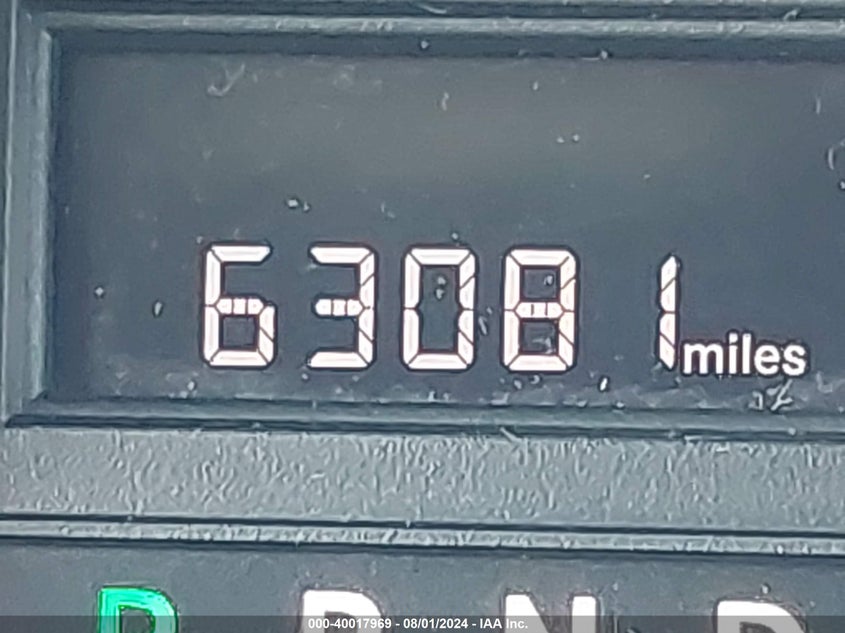 63081 miles
P R N D
000-40017969 - 08/01/2024 - IAA Inc.